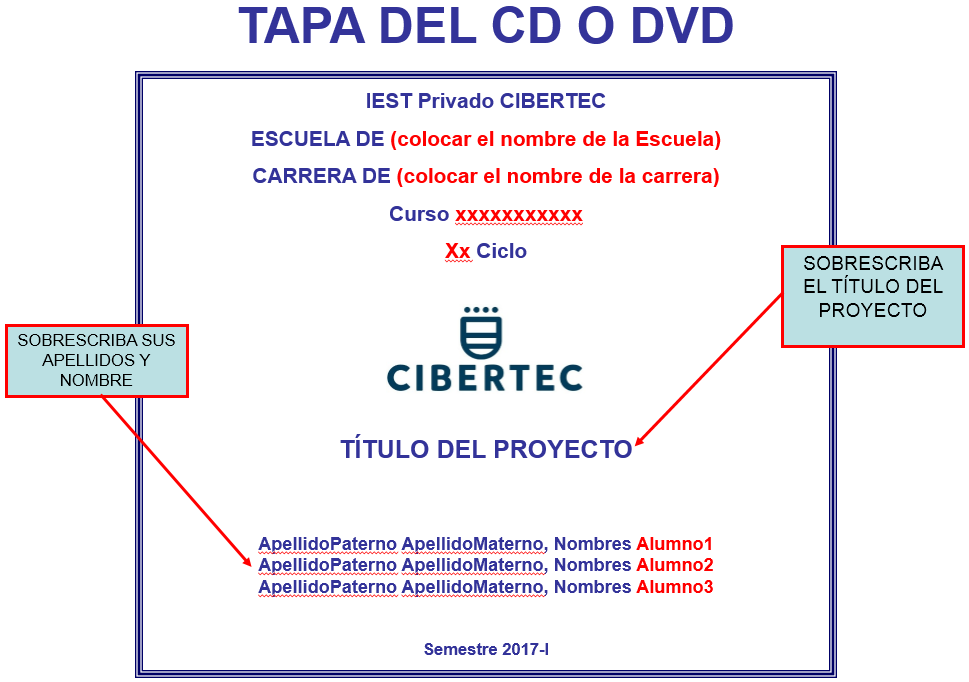 TAPA DEL CD O DVD
IEST Privado CIBERTEC
ESCUELA DE (colocar el nombre de la Escuela)
CARRERA DE (colocar el nombre de la carrera)
Curso xxxxxxxxxxx
Xx Ciclo
SOBRESCRIBA
EL TÍTULO DEL
PROYECTO
SOBRESCRIBA SUS
APELLIDOS Y
NOMBRE
CIBERTEC
TÍTULO DEL PROYECTO
ApellidoPaterno ApellidoMaterno, Nombres Alumno1
ApellidoPaterno ApellidoMaterno, Nombres Alumno2
ApellidoPaterno ApellidoMaterno, Nombres Alumno3
Semestre 2017-I